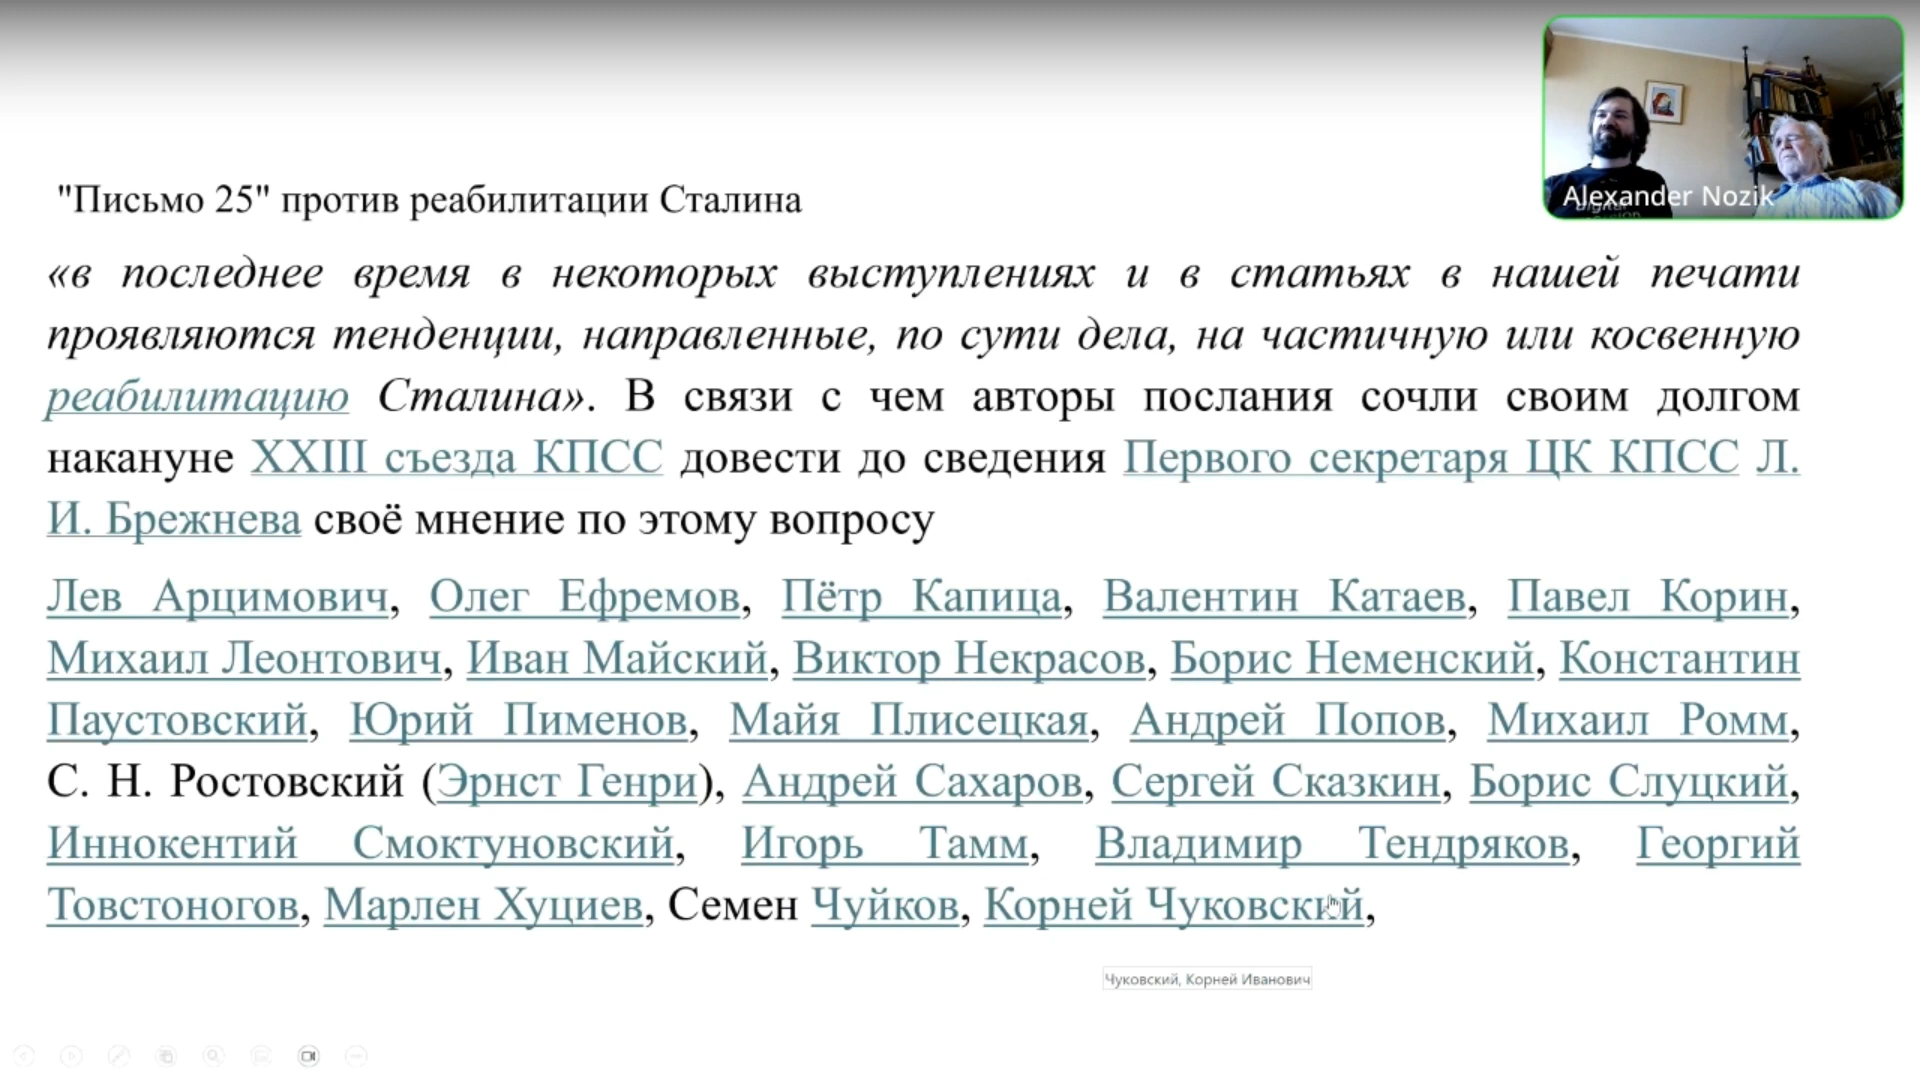 Alexander Nozik
"Письмо 25" против реабилитации Сталина
«в последнее время в некоторых выступлениях и в статьях в нашей печати
проявляются тенденции, направленные, по сути дела, на частичную или косвенную
реабилитацию Сталина». В связи с чем авторы послания сочли своим долгом
накануне XXIII съезда КПСС довести до сведения Первого секретаря ЦК КПСС Л.
И. Брежнева своё мнение по этому вопросу
Лев Арцимович, Олег Ефремов, Пётр Капица, Валентин Катаев, Павел Корин,
Михаил Леонтович, Иван Майский, Виктор Некрасов, Борис Неменский, Константин
Паустовский, Юрий Пименов, Майя Плисецкая, Андрей Попов, Михаил Ромм,
С. Н. Ростовский (Эрнст Генри), Андрей Сахаров, Сергей Сказкин, Борис Слуцкий,
Иннокентий Смоктуновский, Игорь Тамм, Владимир Тендряков, Георгий
Товстоногов, Марлен Хуциев, Семен Чуйков, Корней Чуковский,
Чуковский, Корней Иванович